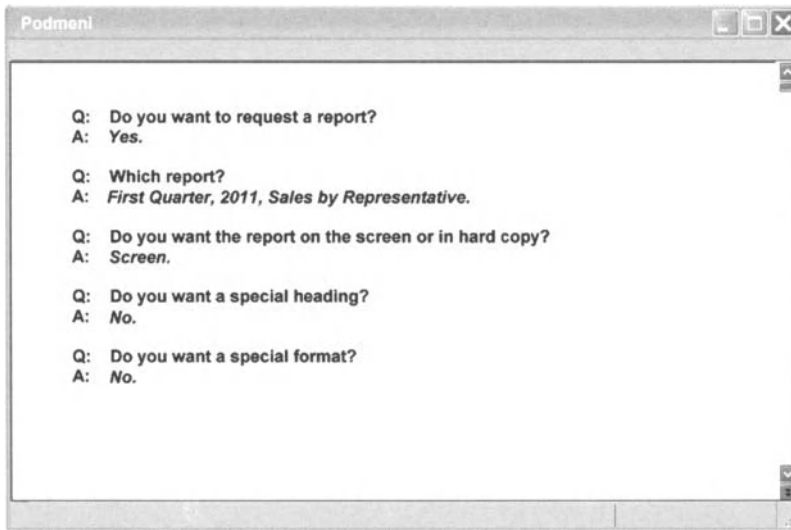 Podmeni
Q: Do you want to request a report?
A: Yes.
Q: Which report?
A: First Quarter, 2011, Sales by Representative.
Q: Do you want the report on the screen or in hard copy?
A: Screen.
Q: Do you want a special heading?
A: No.
Q: Do you want a special format?
A: No.